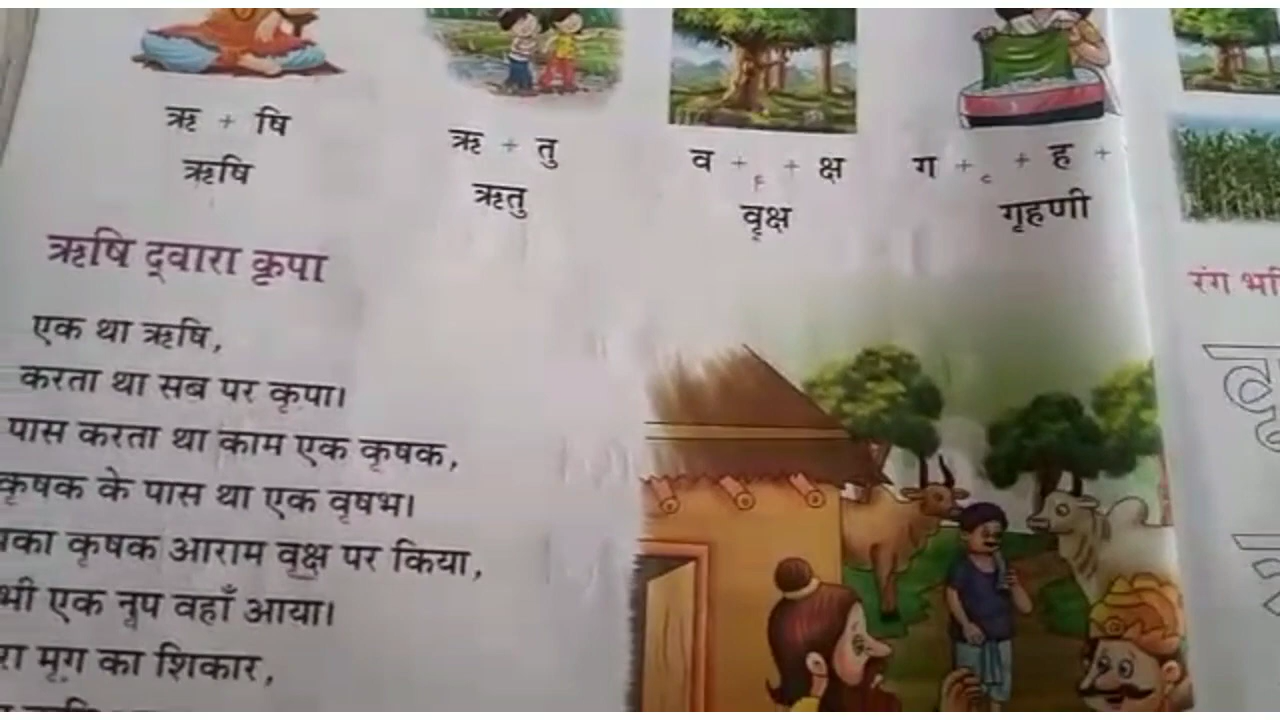 ऋ + षि
ऋषि
ऋ + तु
ऋतु
व + ृ + क्ष
वृक्ष
ग + ृ + ह +
गृहणी
ऋषि द्वारा कृपा
एक था ऋषि,
करता था सब पर कृपा।
पास करता था काम एक कृषक,
कृषक के पास था एक वृषभ।
कृषक आराम वृक्ष पर किया,
भी एक नृप वहाँ आया।
मृग का शिकार,
रंग